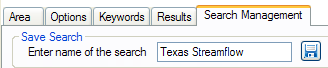 Area Options Keywords Results Search Management
Save Search
Enter name of the search Texas Streamflow